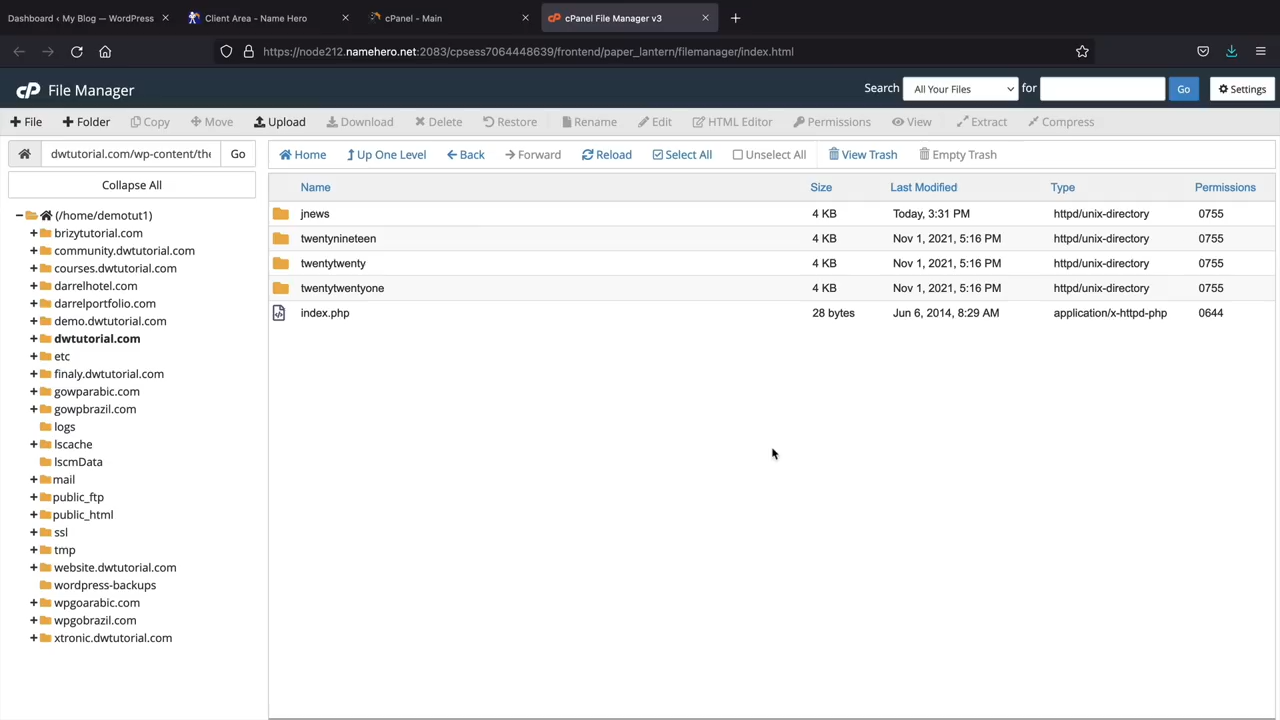 Dashboard ‹ My Blog — WordPress
Client Area - Name Hero
cPanel - Main
cPanel File Manager v3
https://node212.namehero.net:2083/cpsess7064448639/frontend/paper_lantern/filemanager/index.html
cP File Manager
Search All Your Files for Go Settings
+ File + Folder Copy Move Upload Download Delete Restore Rename Edit HTML Editor Permissions View Extract Compress
dwtutorial.com/wp-content/the Go Home Up One Level Back Forward Reload Select All Unselect All View Trash Empty Trash
Collapse All
Name Size Last Modified Type Permissions
jnews 4 KB Today, 3:31 PM httpd/unix-directory 0755
twentynineteen 4 KB Nov 1, 2021, 5:16 PM httpd/unix-directory 0755
twentytwenty 4 KB Nov 1, 2021, 5:16 PM httpd/unix-directory 0755
twentytwentyone 4 KB Nov 1, 2021, 5:16 PM httpd/unix-directory 0755
index.php 28 bytes Jun 6, 2014, 8:29 AM application/x-httpd-php 0644
(/home/demotut1)
brizytutorial.com
community.dwtutorial.com
courses.dwtutorial.com
darrelhotel.com
darrelportfolio.com
demo.dwtutorial.com
dwtutorial.com
etc
finaly.dwtutorial.com
gowparabic.com
gowpbrazil.com
logs
lscache
lscmData
mail
public_ftp
public_html
ssl
tmp
website.dwtutorial.com
wordpress-backups
wpgoarabic.com
wpgobrazil.com
xtronic.dwtutorial.com